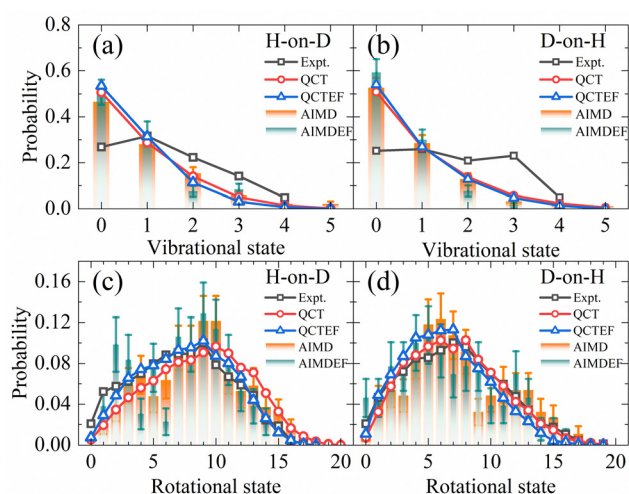 (a) H-on-D
Expt.
QCT
QCTEF
AIMD
AIMDEF
Probability
0.8
0.6
0.4
0.2
0.0
0 1 2 3 4 5
Vibrational state
(b) D-on-H
Expt.
QCT
QCTEF
AIMD
AIMDEF
0 1 2 3 4 5
Vibrational state
(c) H-on-D
Expt.
QCT
QCTEF
AIMD
AIMDEF
Probability
0.16
0.12
0.08
0.04
0.00
0 5 10 15 20
Rotational state
(d) D-on-H
Expt.
QCT
QCTEF
AIMD
AIMDEF
0 5 10 15 20
Rotational state